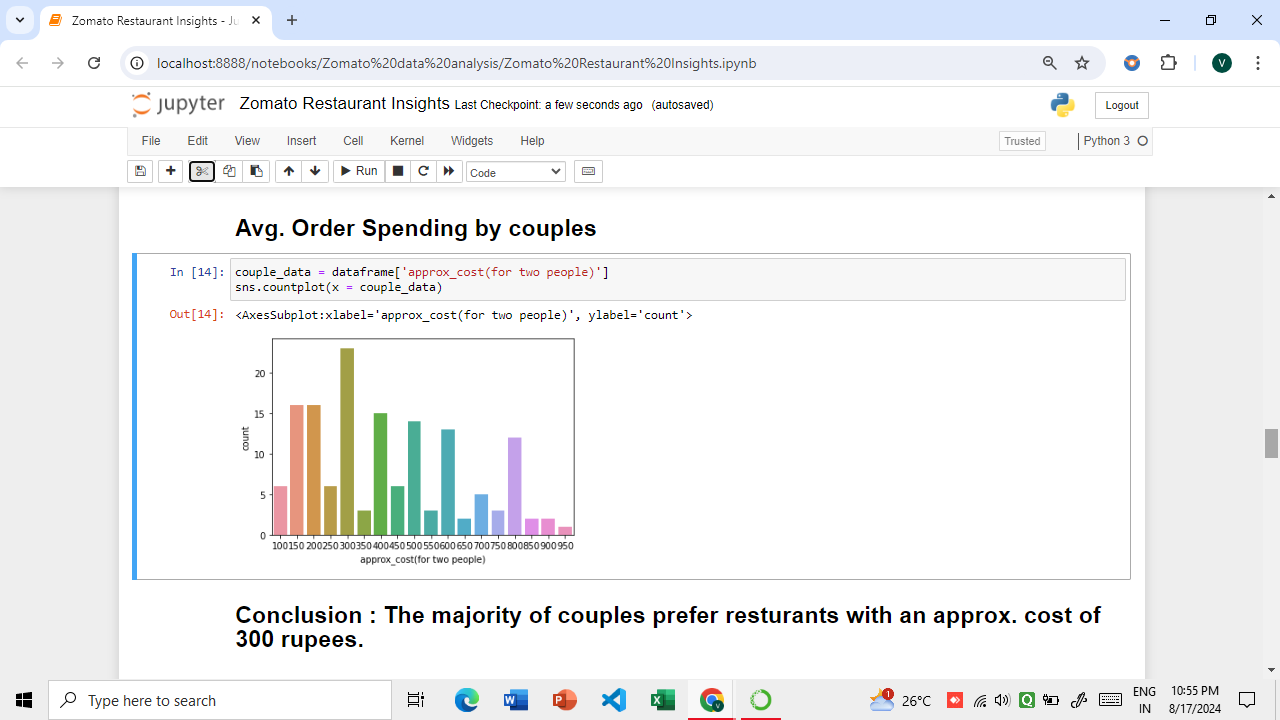 Zomato Restaurant Insights - Ju
localhost:8888/notebooks/Zomato%20data%20analysis/Zomato%20Restaurant%20Insights.ipynb
V
jupyter Zomato Restaurant Insights Last Checkpoint: a few seconds ago (autosaved)
Logout
File Edit View Insert Cell Kernel Widgets Help
Trusted
Python 3
Run
Code
Avg. Order Spending by couples
In [14]: couple_data = dataframe['approx_cost(for two people)']
sns.countplot(x = couple_data)
Out[14]: <AxesSubplot:xlabel='approx_cost(for two people)', ylabel='count'>
20
15
count
10
5
0
100 150 200 250 300 350 400 450 500 550 600 650 700 750 800 850 900 950
approx_cost(for two people)
Conclusion : The majority of couples prefer resturants with an approx. cost of
300 rupees.
Type here to search
1
26°C
ENG
IN
10:55 PM
8/17/2024